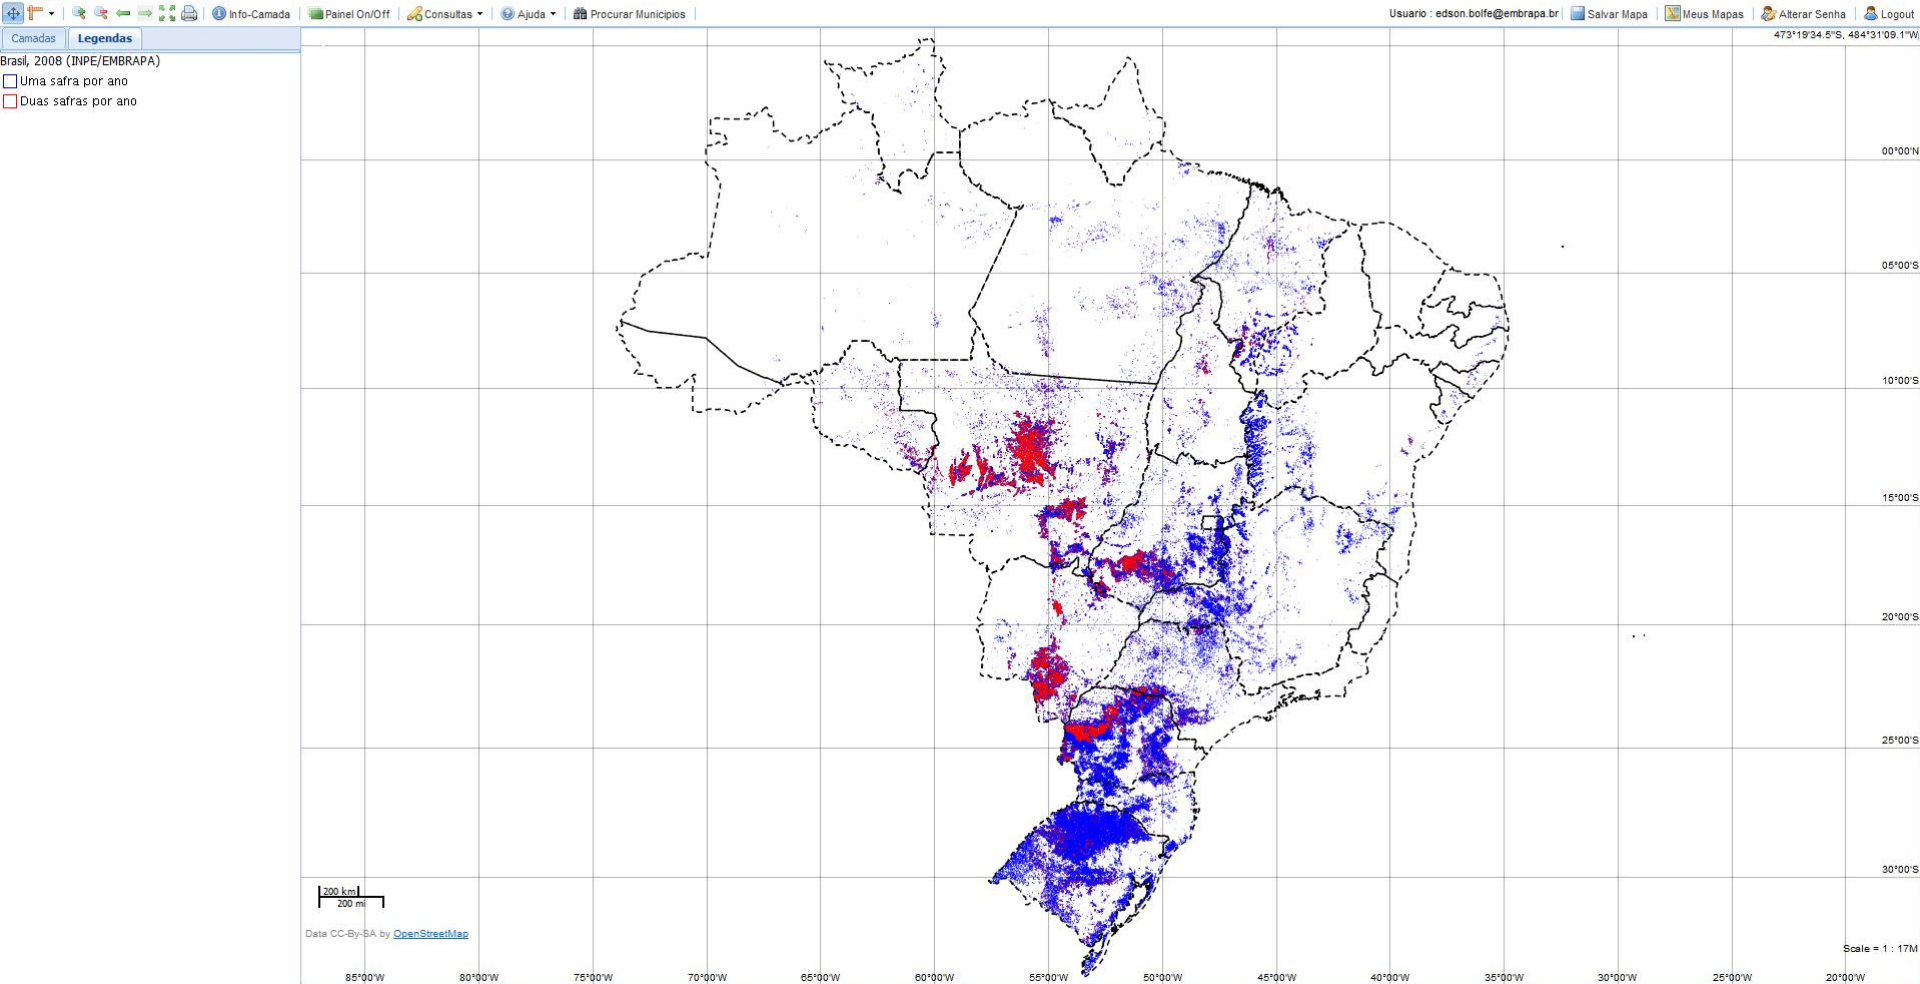 Info-Camada Painel On/Off Consultas Ajuda Procurar Municipios Usuario : edson.bolfe@embrapa.br Salvar Mapa Meus Mapas Alterar Senha Logout
Camadas Legendas
473°19'34.5"S, 484°31'09.1"W
Brasil, 2008 (INPE/EMBRAPA)
Uma safra por ano
Duas safras por ano
00°00'N
05°00'S
10°00'S
15°00'S
20°00'S
25°00'S
30°00'S
200 km
200 mi
Data CC-By-SA by OpenStreetMap
Scale = 1 : 17M
85°00'W 80°00'W 75°00'W 70°00'W 65°00'W 60°00'W 55°00'W 50°00'W 45°00'W 40°00'W 35°00'W 30°00'W 25°00'W 20°00'W